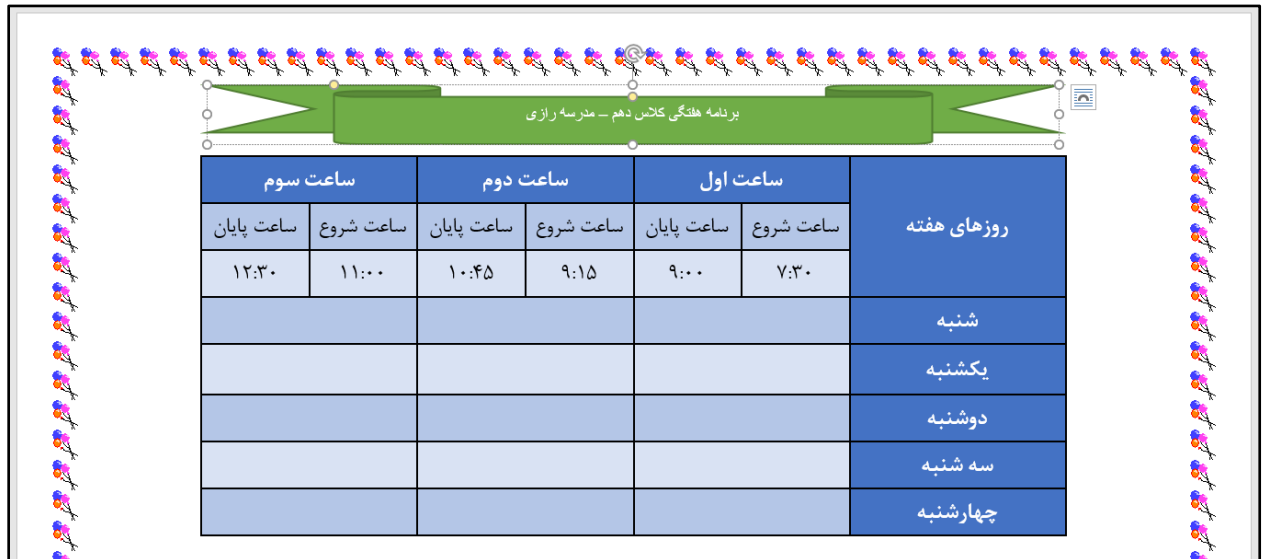 برنامه هفتگی کلاس دهم – مدرسه رازی
روزهای هفته ساعت اول ساعت دوم ساعت سوم
ساعت شروع ساعت پایان ساعت شروع ساعت پایان ساعت شروع ساعت پایان
۷:۳۰ ۹:۰۰ ۹:۱۵ ۱۰:۴۵ ۱۱:۰۰ ۱۲:۳۰
شنبه
یکشنبه
دوشنبه
سه شنبه
چهارشنبه